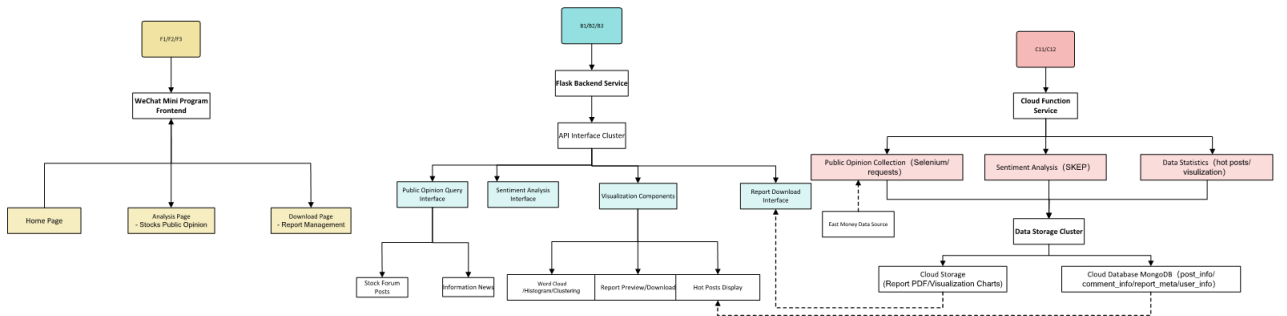 F1/F2/F3
WeChat Mini Program
Frontend
Home Page
Analysis Page
- Stocks Public Opinion
Download Page
- Report Management
B1/B2/B3
Flask Backend Service
API Interface Cluster
Public Opinion Query
Interface
Sentiment Analysis
Interface
Visualization Components
Report Download
Interface
Stock Forum
Posts
Information News
Word Cloud
/Histogram/Clustering
Report Preview/Download
Hot Posts Display
C11/C12
Cloud Function
Service
Public Opinion Collection（Selenium/
requests）
Sentiment Analysis（SKEP）
Data Statistics（hot posts/
visulization）
East Money Data Source
Data Storage Cluster
Cloud Storage
(Report PDF/Visualization Charts)
Cloud Database MongoDB（post_info/
comment_info/report_meta/user_info）